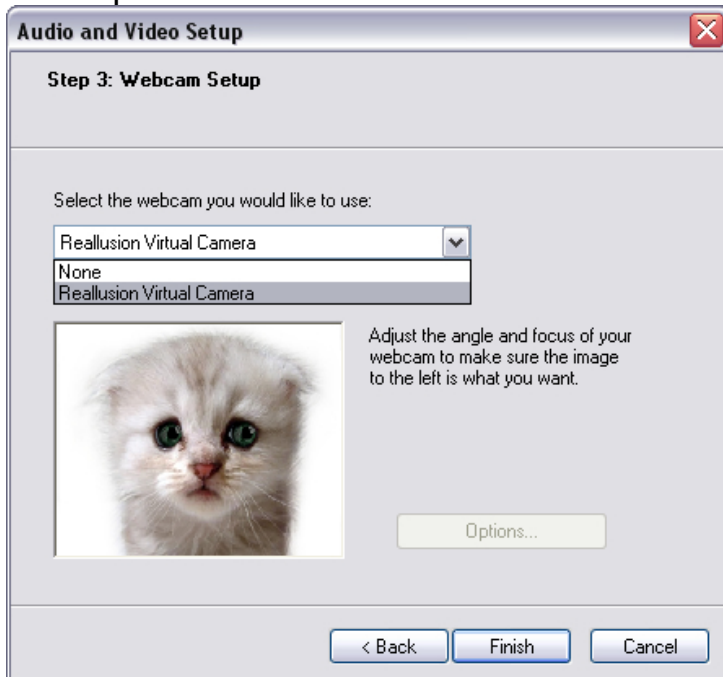 Audio and Video Setup
Step 3: Webcam Setup
Select the webcam you would like to use:
Reallusion Virtual Camera
None
Reallusion Virtual Camera
Adjust the angle and focus of your
webcam to make sure the image
to the left is what you want.
Options...
< Back Finish Cancel